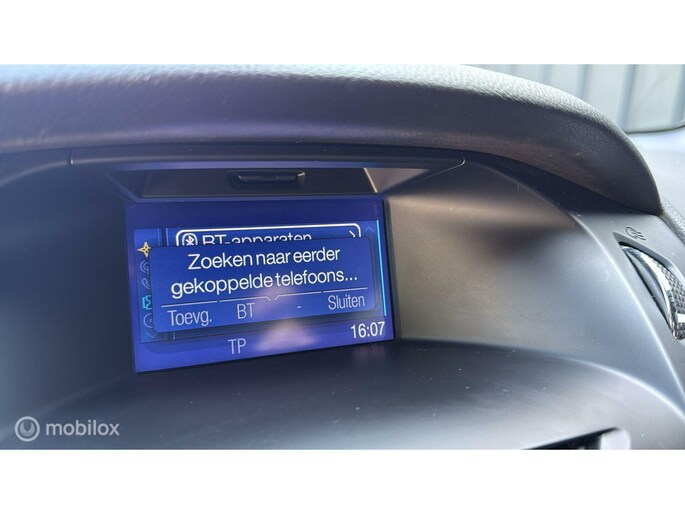 BT-apparaten
Zoeken naar eerder
gekoppelde telefoons...
Toevg. BT - Sluiten
TP 16:07
mobilox